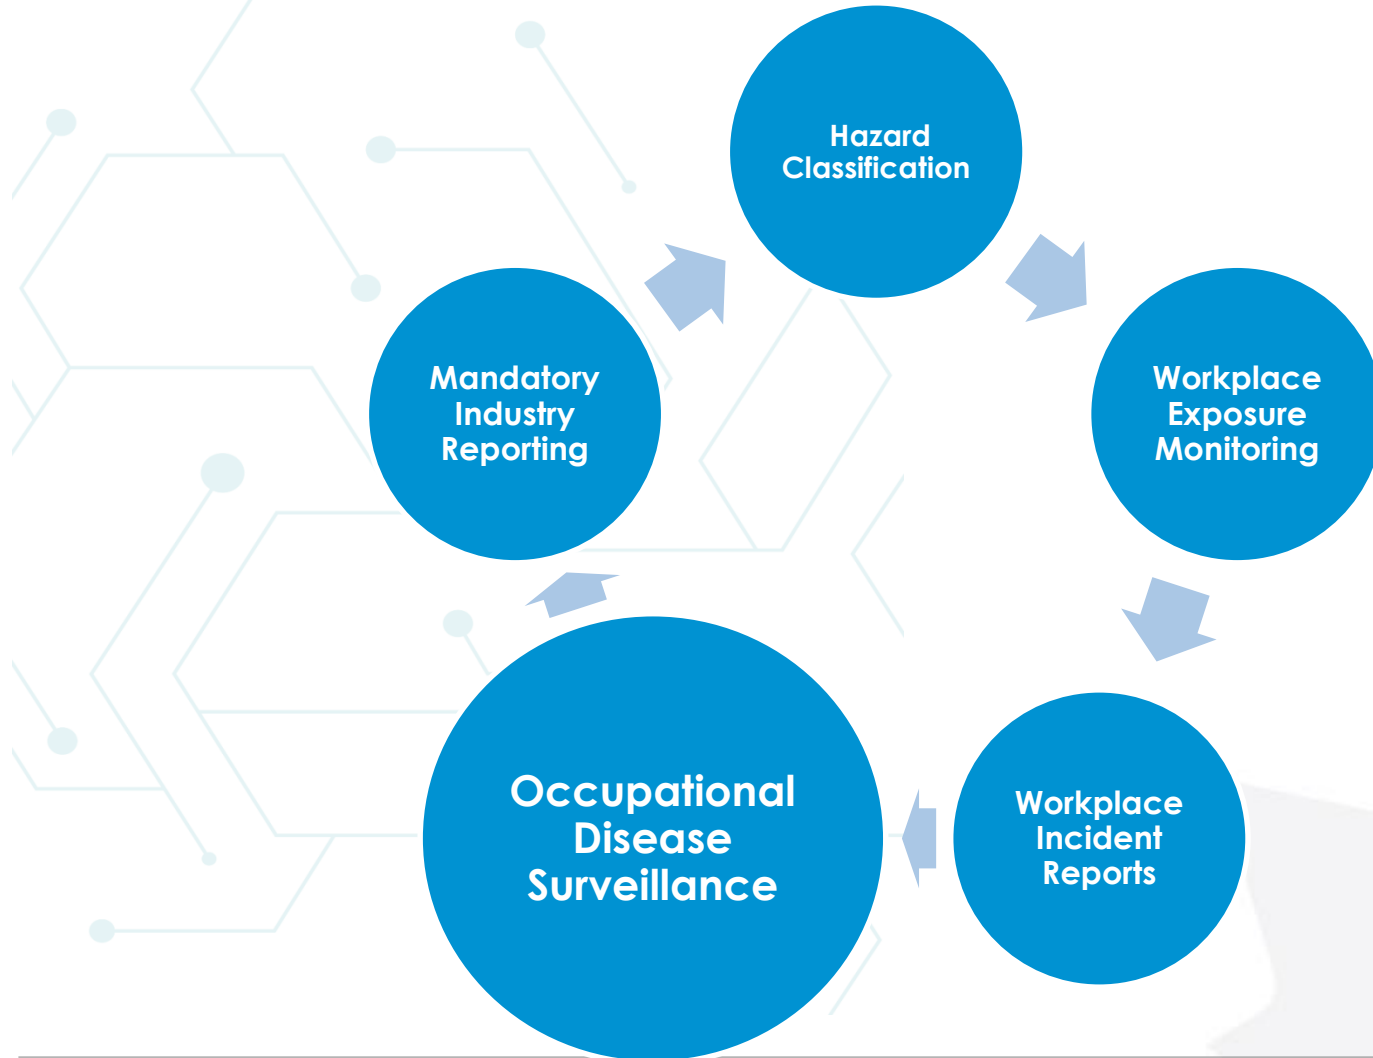 Hazard
Classification
Workplace
Exposure
Monitoring
Workplace
Incident
Reports
Occupational
Disease
Surveillance
Mandatory
Industry
Reporting